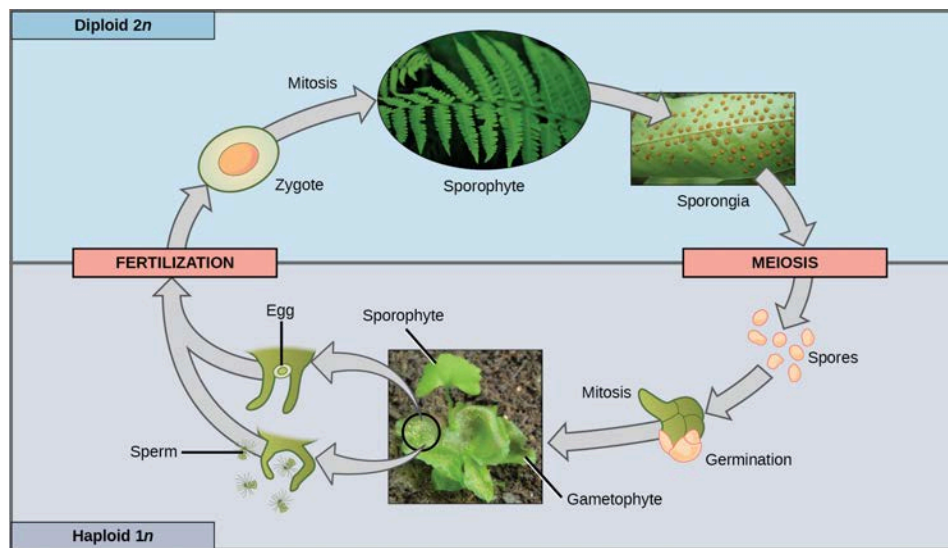 Diploid 2n
Mitosis
Zygote
Sporophyte
Sporongia
FERTILIZATION
MEIOSIS
Egg
Sporophyte
Spores
Mitosis
Sperm
Germination
Gametophyte
Haploid 1n